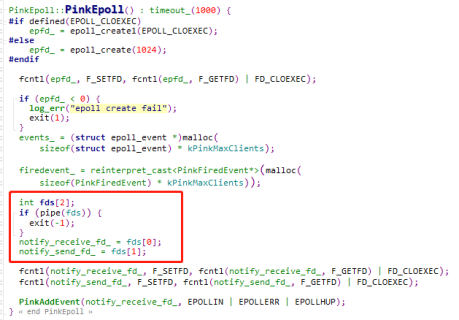 PinkEpoll::PinkEpoll() : timeout_(1000) {
#if defined(EPOLL_CLOEXEC)
epfd_ = epoll_create1(EPOLL_CLOEXEC);
#else
epfd_ = epoll_create(1024);
#endif
fcntl(epfd_, F_SETFD, fcntl(epfd_, F_GETFD) | FD_CLOEXEC);
if (epfd_ < 0) {
log_err("epoll create fail");
exit(1);
}
events_ = (struct epoll_event *)malloc(
sizeof(struct epoll_event) * kPinkMaxClients);
firedevent_ = reinterpret_cast<PinkFiredEvent*>(malloc(
sizeof(PinkFiredEvent) * kPinkMaxClients));
int fds[2];
if (pipe(fds)) {
exit(-1);
}
notify_receive_fd_ = fds[0];
notify_send_fd_ = fds[1];
fcntl(notify_receive_fd_, F_SETFD, fcntl(notify_receive_fd_, F_GETFD) | FD_CLOEXEC);
fcntl(notify_send_fd_, F_SETFD, fcntl(notify_send_fd_, F_GETFD) | FD_CLOEXEC);
PinkAddEvent(notify_receive_fd_, EPOLLIN | EPOLLERR | EPOLLHUP);
} « end PinkEpoll »